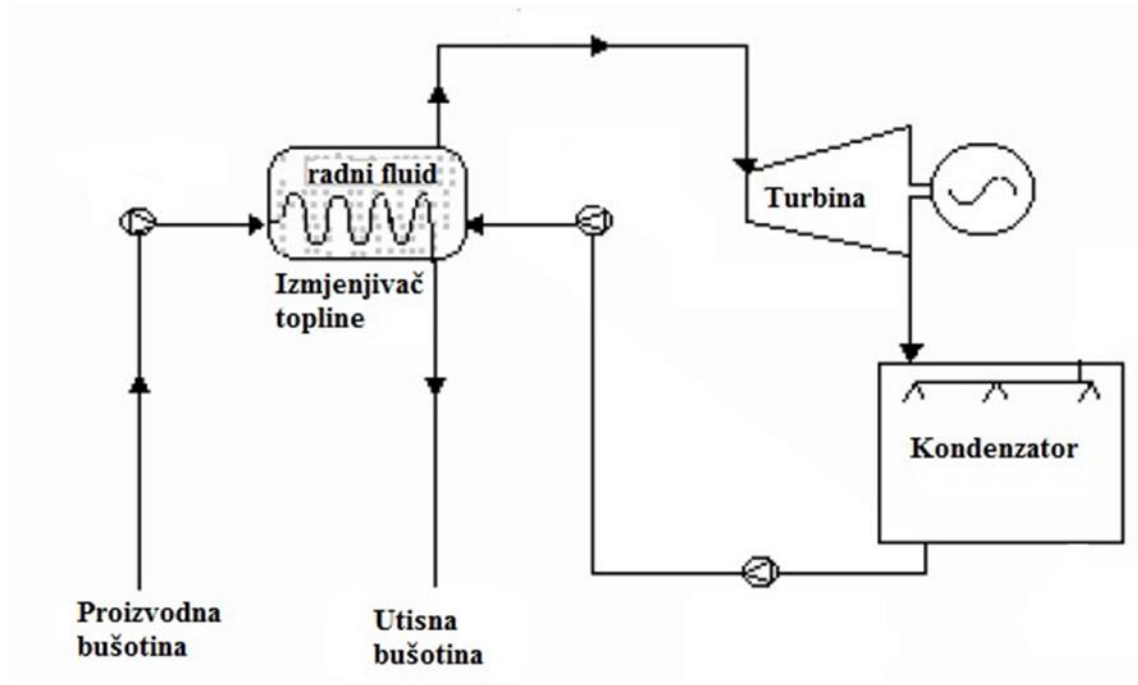 radni fluid
Turbina
Izmjenjivač
topline
Kondenzator
Proizvodna
bušotina
Utisna
bušotina